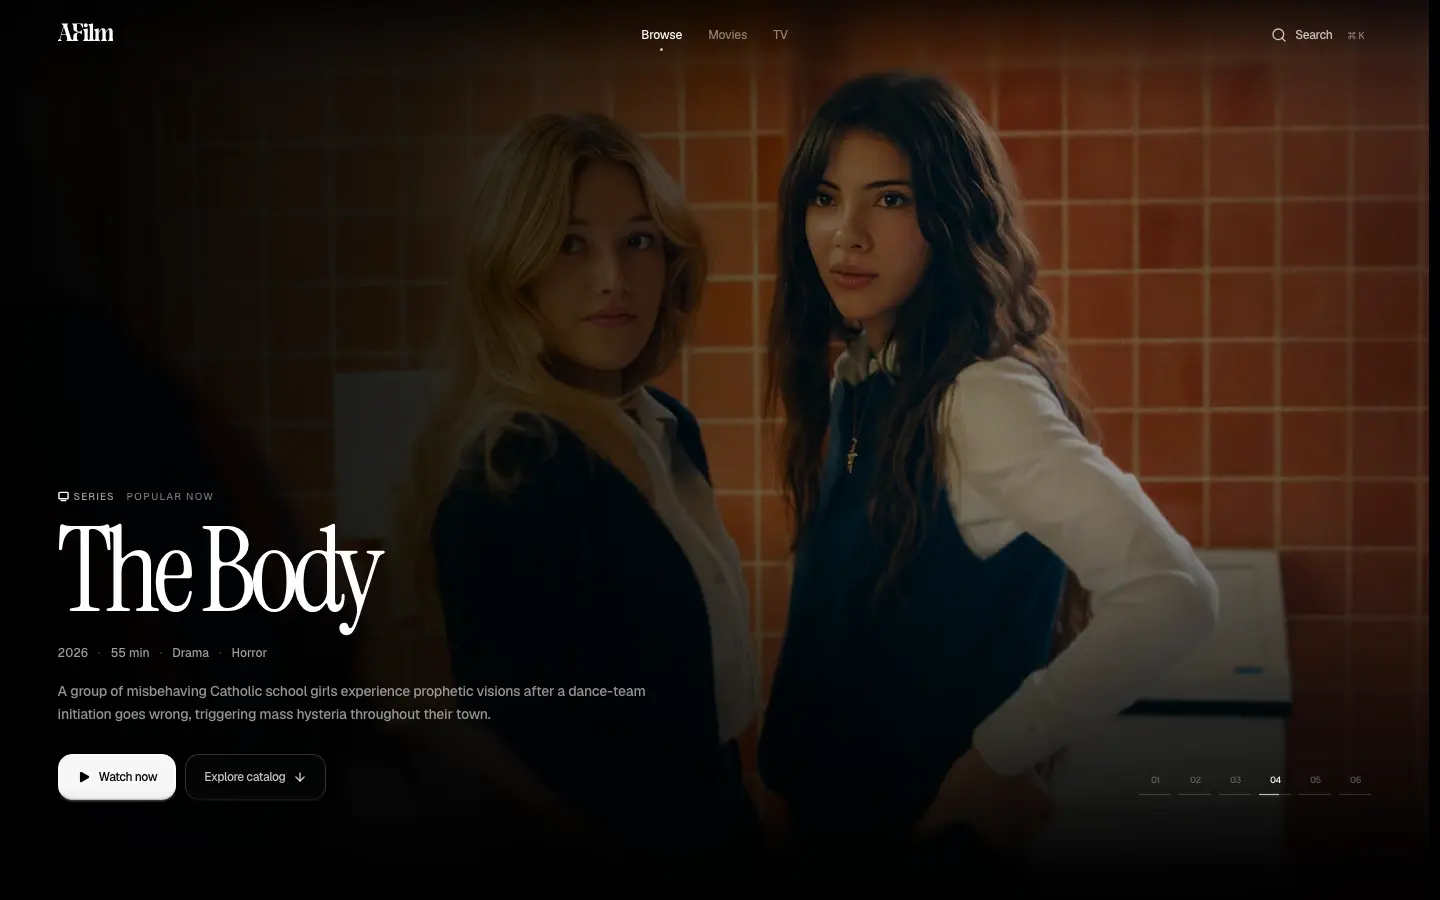 AFilm
Browse Movies TV
Search ⌘ K
SERIES POPULAR NOW
The Body
2026 · 55 min · Drama · Horror
A group of misbehaving Catholic school girls experience prophetic visions after a dance-team
initiation goes wrong, triggering mass hysteria throughout their town.
Watch now Explore catalog ↓
01 02 03 04 05 06